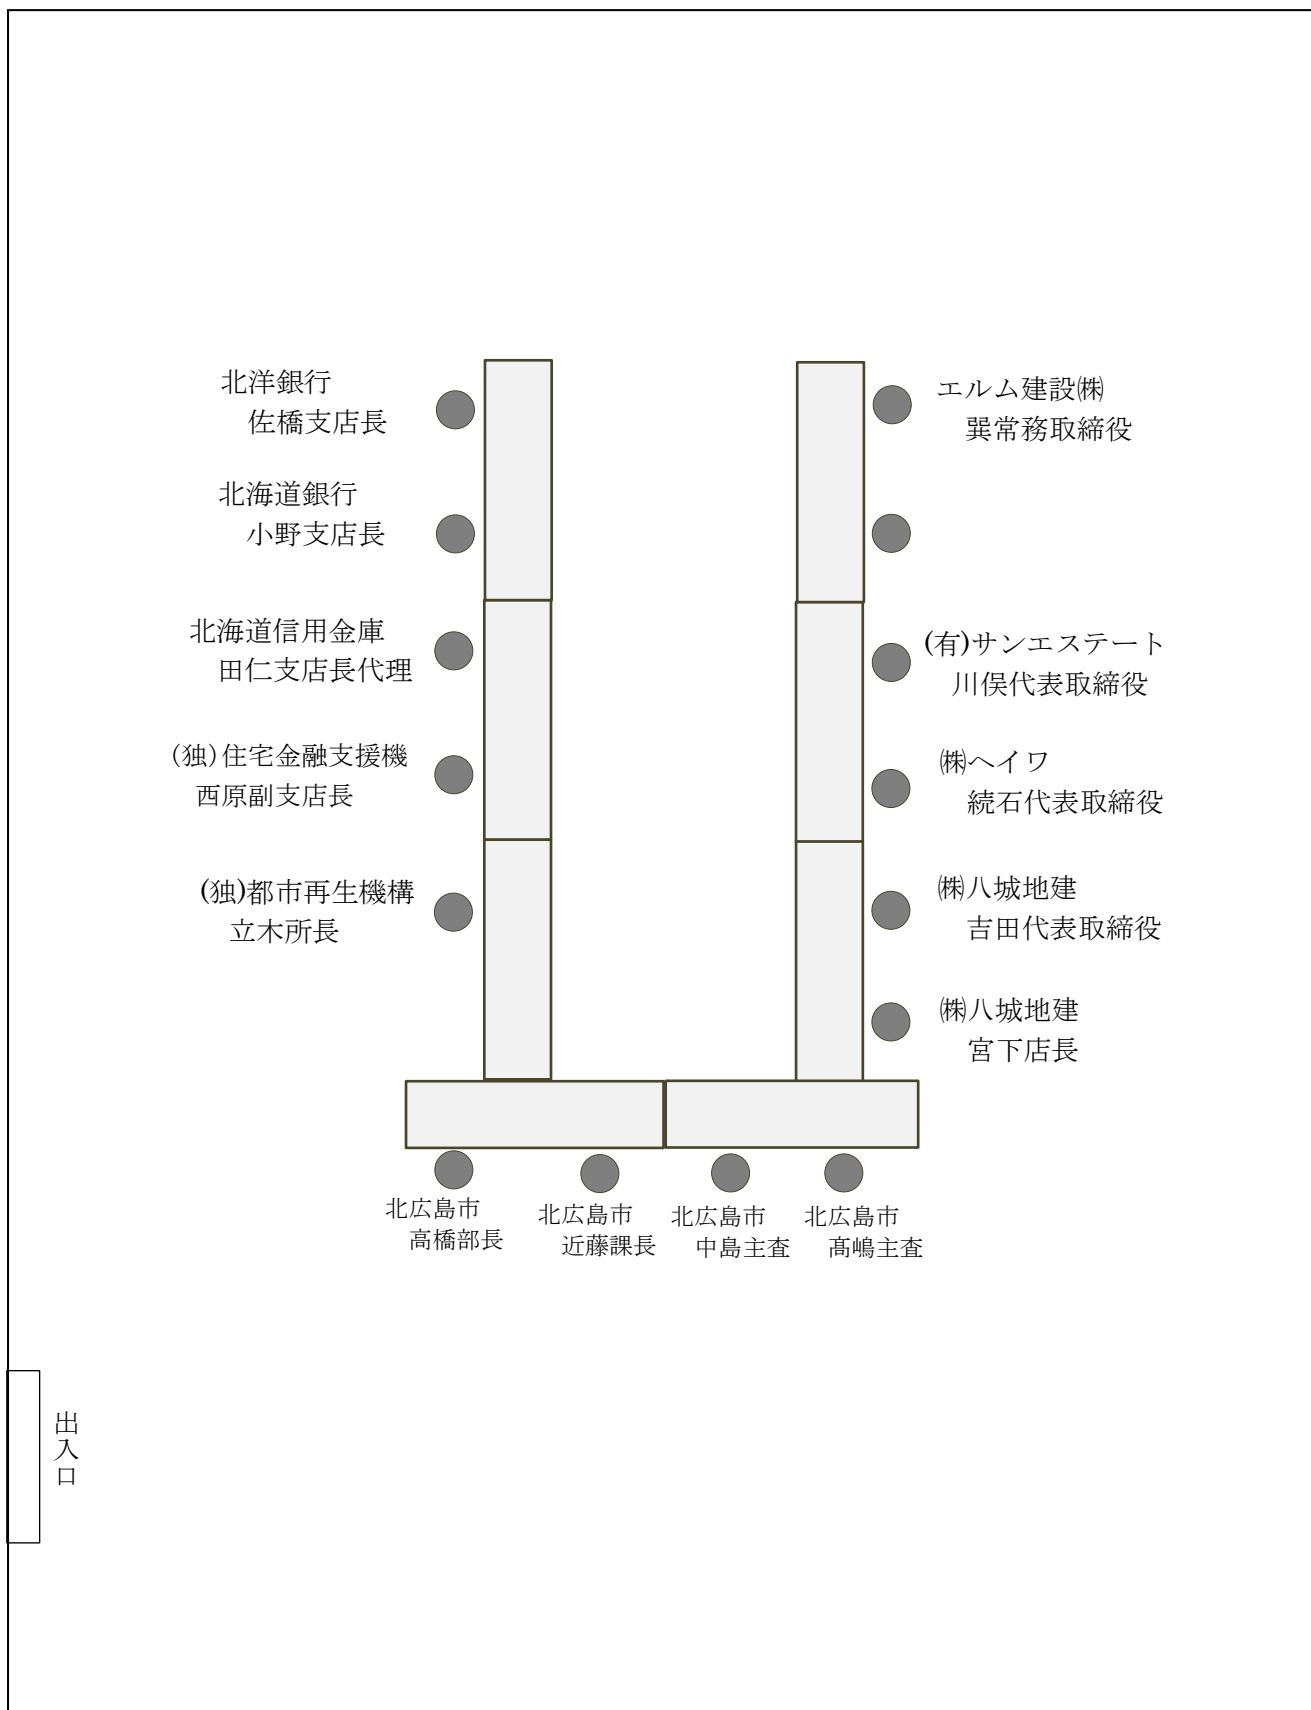 北洋銀行
佐橋支店長
北海道銀行
小野支店長
北海道信用金庫
田仁支店長代理
（独）住宅金融支援機
西原副支店長
(独)都市再生機構
立木所長
エルム建設㈱
巽常務取締役
(有)サンエステート
川俣代表取締役
㈱ヘイワ
続石代表取締役
㈱八城地建
吉田代表取締役
㈱八城地建
宮下店長
北広島市
高橋部長
北広島市
近藤課長
北広島市
中島主査
北広島市
髙嶋主査
出入口